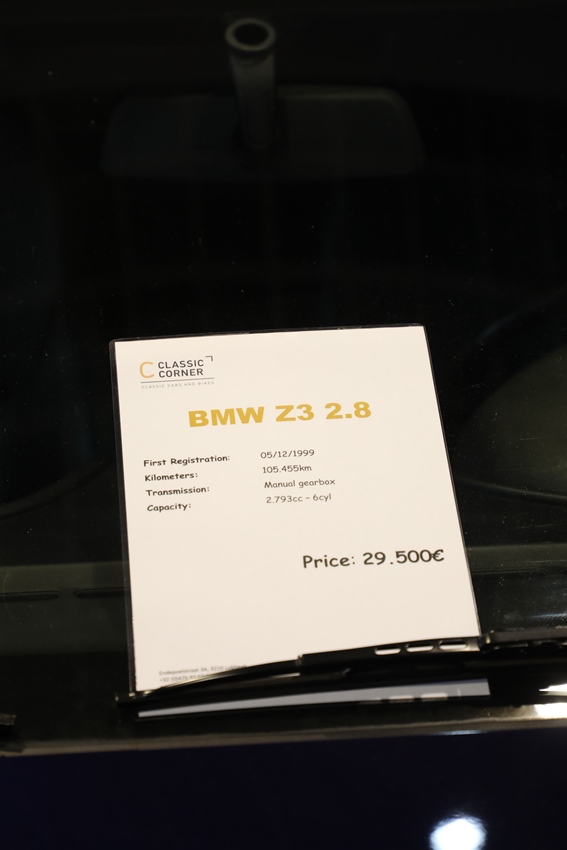 C CLASSIC
CORNER
CLASSIC CARS AND BIKES
BMW Z3 2.8
First Registration: 05/12/1999
Kilometers: 105.455km
Transmission: Manual gearbox
Capacity: 2.793cc – 6cyl
Price: 29.500€